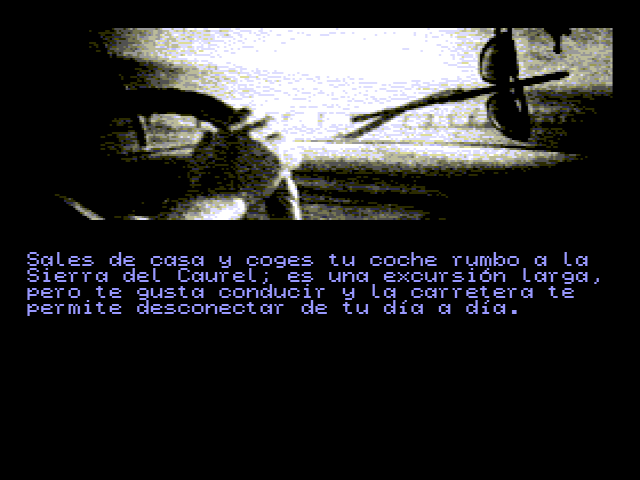 Sales de casa y coges tu coche rumbo a la
Sierra del Caurel; es una excursión larga,
pero te gusta conducir y la carretera te
permite desconectar de tu día a día.